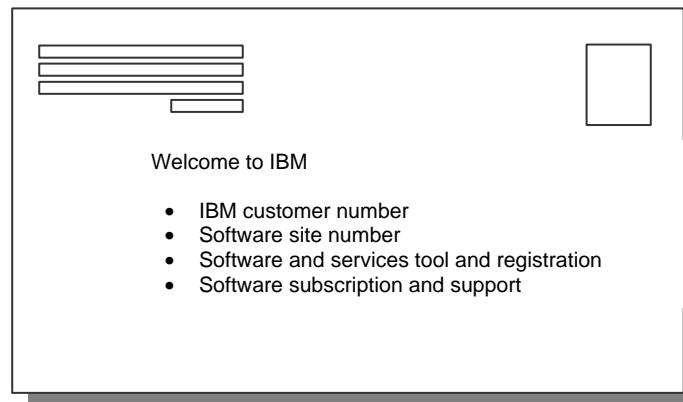 Welcome to IBM
• IBM customer number
• Software site number
• Software and services tool and registration
• Software subscription and support